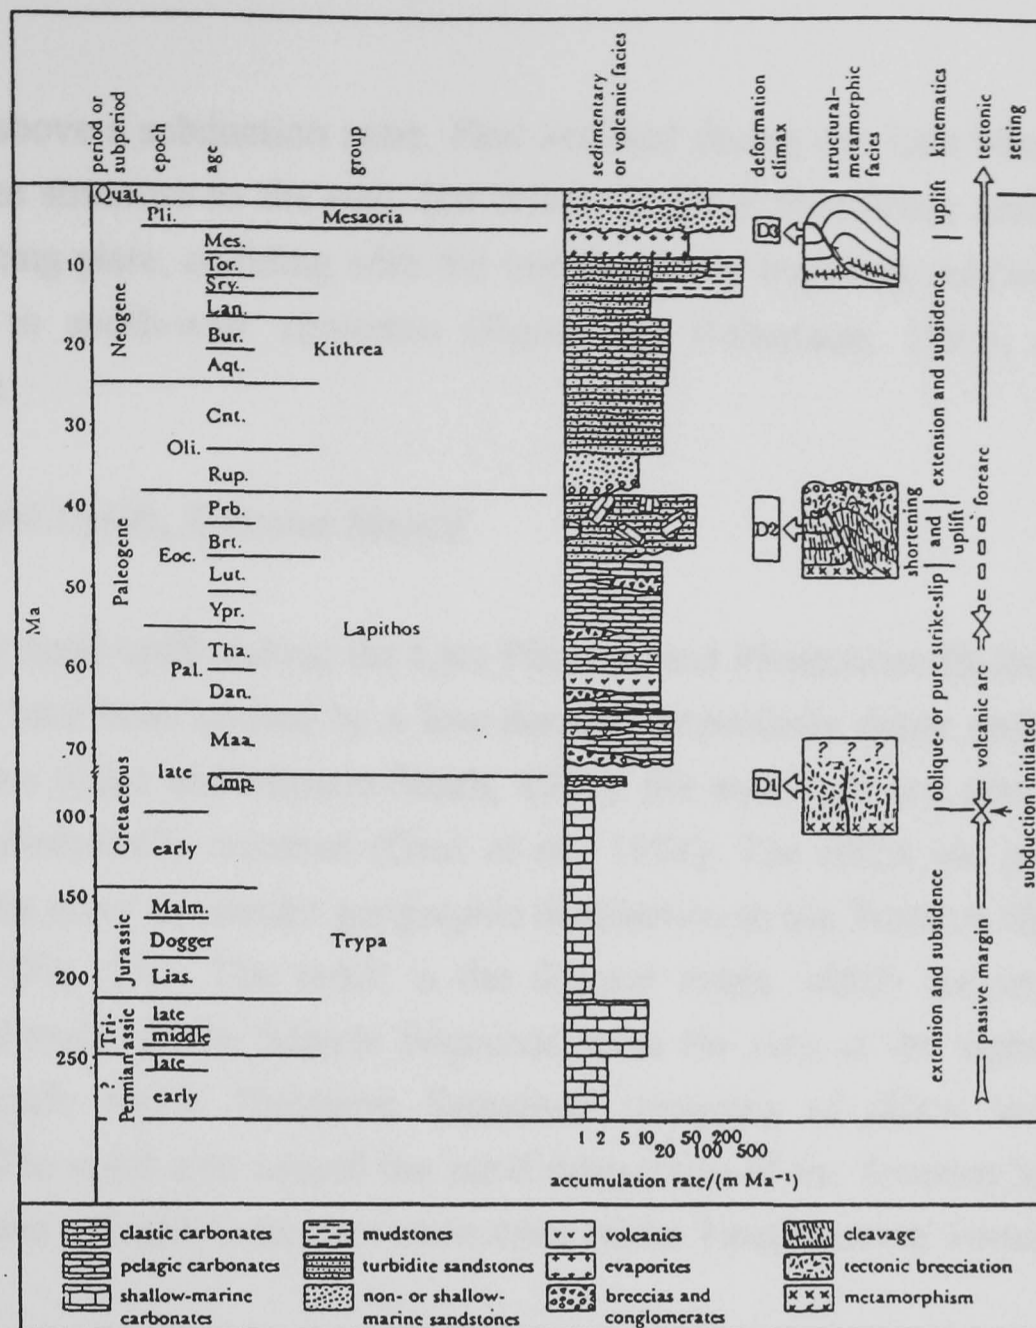 period or
subperiod
epoch
age
group
sedimentary
or volcanic facies
deformation
climax
structural–
metamorphic
facies
kinematics
tectonic
setting
Quat.
Pli.
Mesaoria
D3
uplift
Mes.
10
Tor.
Sry.
Neogene
Lan.
20
Bur.
Kithrea
Aqt.
extension and subsidence
Cnt.
30
Oli.
Rup.
forearc
40
Prb.
D2
shortening
and
uplift
Brt.
Eoc.
Paleogene
50
Lut.
Ypr.
Ma
Lapithos
Tha.
60
Pal.
Dan.
oblique or pur strike-slip
volcanic arc
70
Maa.
? ? ?
late
Cmp.
D1
subduction initiated
100
Cretaceous
early
150
Malm.
Jurassic
Dogger
Trypa
200
Lias.
extension and subsidence
passive margin
late
Tri-
assic
middle
250
late
?
Permian
early
1 2 5 10 50 200
20 100 500
accumulation rate/(m Ma⁻¹)
clastic carbonates
mudstones
volcanics
cleavage
pelagic carbonates
turbidite sandstones
evaporites
tectonic brecciation
shallow-marine
carbonates
non- or shallow-
marine sandstones
breccias and
conglomerates
metamorphism